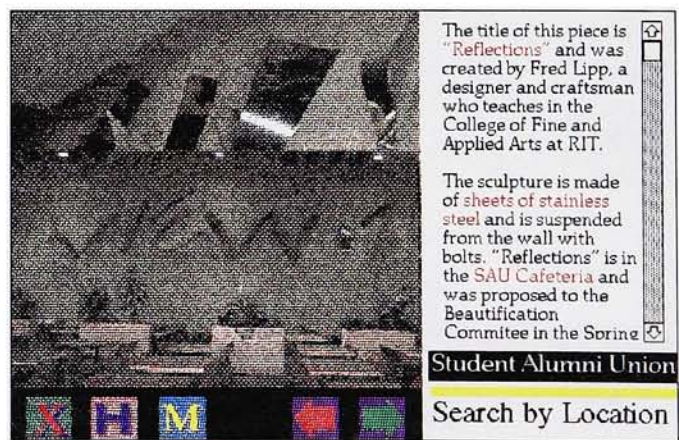 The title of this piece is
"Reflections" and was
created by Fred Lipp, a
designer and craftsman
who teaches in the
College of Fine and
Applied Arts at RIT.
The sculpture is made
of sheets of stainless
steel and is suspended
from the wall with
bolts. "Reflections" is in
the SAU Cafeteria and
was proposed to the
Beautification
Commitee in the Spring
Student Alumni Union
X H M
Search by Location